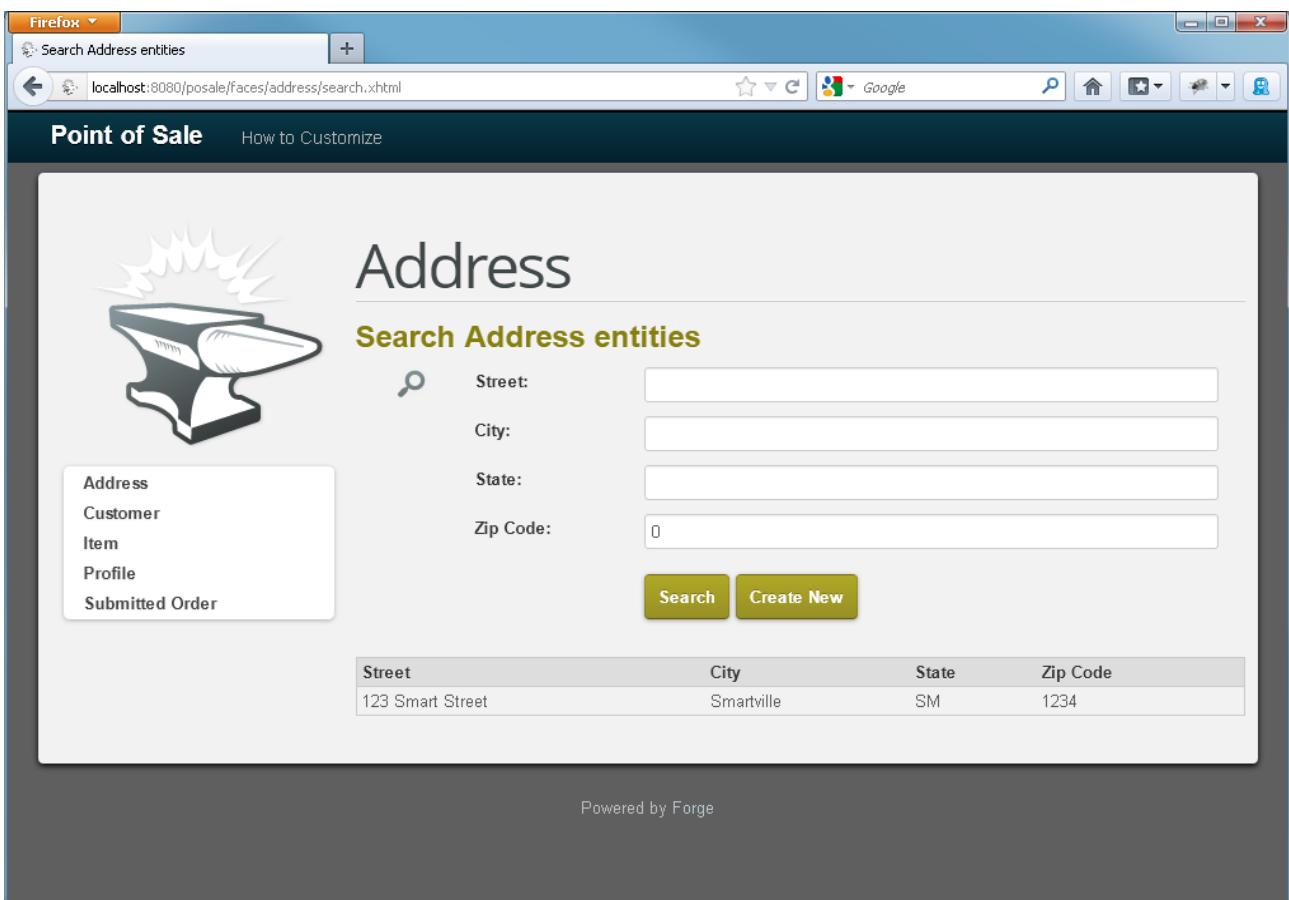 Firefox
Search Address entities
localhost:8080/posale/faces/address/search.xhtml
Google
Point of Sale How to Customize
Address
Search Address entities
Street:
City:
State:
Zip Code: 0
Search Create New
Address
Customer
Item
Profile
Submitted Order
Street City State Zip Code
123 Smart Street Smartville SM 1234
Powered by Forge